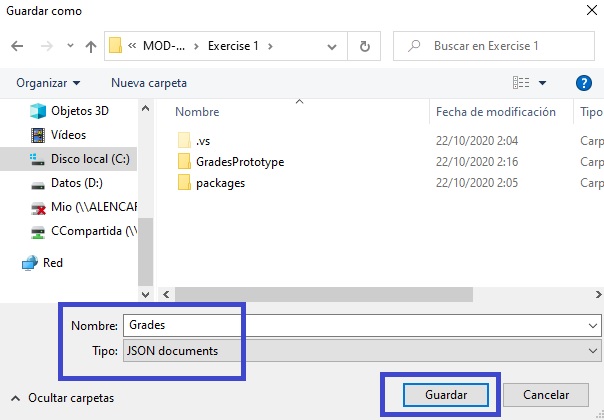 Guardar como
« MOD-... > Exercise 1 >
Buscar en Exercise 1
Organizar
Nueva carpeta
Objetos 3D
Vídeos
Disco local (C:)
Datos (D:)
Mio (\\ALENCAR
CCompartida (\\
Red
Nombre Fecha de modificación Tipo
.vs 22/10/2020 2:04 Carp
GradesPrototype 22/10/2020 2:16 Carp
packages 22/10/2020 2:05 Carp
Nombre: Grades
Tipo: JSON documents
Ocultar carpetas
Guardar
Cancelar